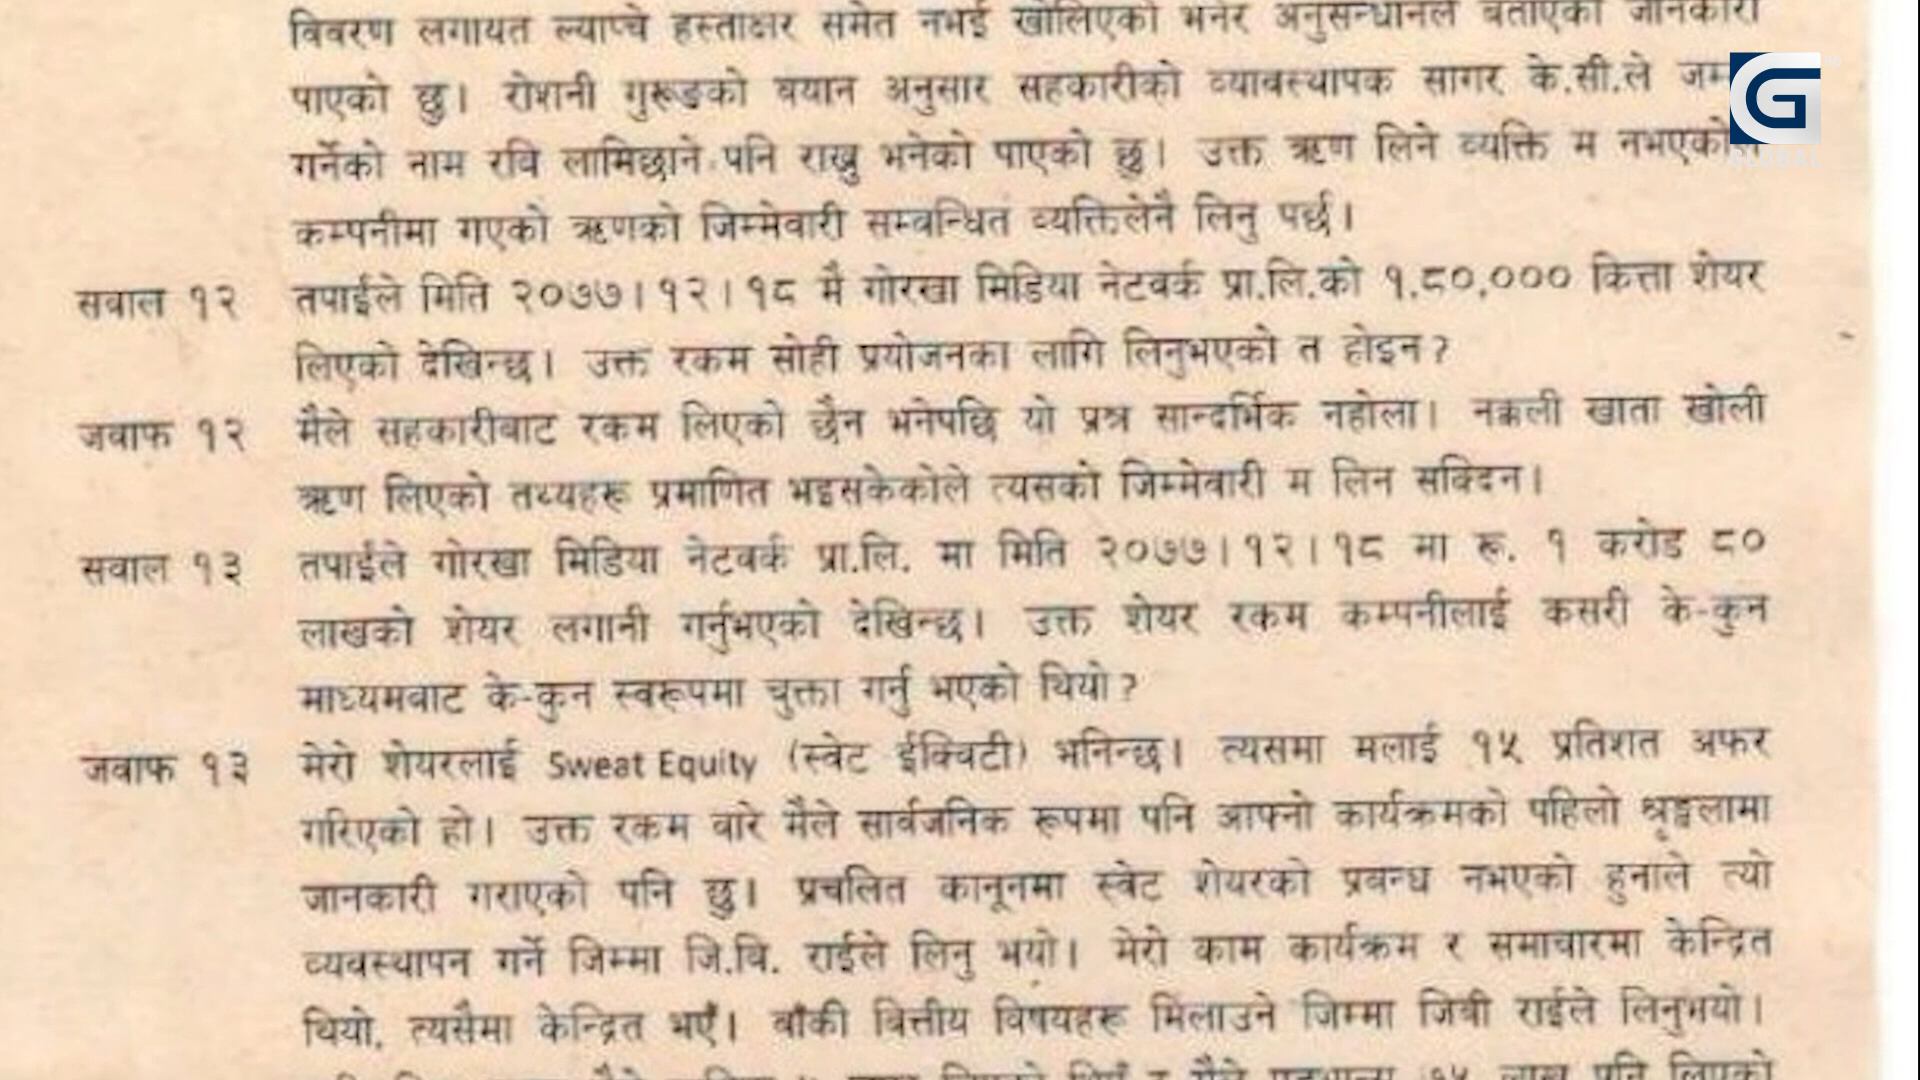 विवरण लगायत ल्याप्चे हस्ताक्षर समेत नभई खोलिएको भनेर अनुसन्धानले बताएको जानकारी
पाएको छु। रोशनी गुरूङको बयान अनुसार सहकारीको व्यावस्थापक सागर के.सी.ले जम्मा
गर्नेको नाम रवि लामिछाने पनि राख्नु भनेको पाएको छु। उक्त ऋण लिने व्यक्ति म नभएकोले
कम्पनीमा गएको ऋणको जिम्मेवारी सम्बन्धित व्यक्तिलेनै लिनु पर्छ।
सवाल १२ तपाईले मिति २०७७।१२।१८ मै गोरखा मिडिया नेटवर्क प्रा.लि.को १,८०,००० कित्ता शेयर
लिएको देखिन्छ। उक्त रकम सोही प्रयोजनका लागि लिनुभएको त होइन?
जवाफ १२ मैले सहकारीबाट रकम लिएको छैन भनेपछि यो प्रश्न सान्दर्भिक नहोला। नक्कली खाता खोली
ऋण लिएको तथ्यहरू प्रमाणित भइसकेकोले त्यसको जिम्मेवारी म लिन सक्दिन।
सवाल १३ तपाईले गोरखा मिडिया नेटवर्क प्रा.लि. मा मिति २०७७।१२।१८ मा रू. १ करोड ८०
लाखको शेयर लगानी गर्नुभएको देखिन्छ। उक्त शेयर रकम कम्पनीलाई कसरी के-कुन
माध्यमबाट के-कुन स्वरूपमा चुक्ता गर्नु भएको थियो?
जवाफ १३ मेरो शेयरलाई Sweat Equity (स्वेट ईक्विटी) भनिन्छ। त्यसमा मलाई १५ प्रतिशत अफर
गरिएको हो। उक्त रकम बारे मैले सार्वजनिक रूपमा पनि आफ्नो कार्यक्रमको पहिलो श्रृङ्खलामा
जानकारी गराएको पनि छु। प्रचलित कानूनमा स्वेट शेयरको प्रबन्ध नभएको हुनाले त्यो
व्यवस्थापन गर्ने जिम्मा जि.बि. राईले लिनु भयो। मेरो काम कार्यक्रम र समाचारमा केन्द्रित
थियो, त्यसैमा केन्द्रित भएँ। बाँकी वित्तीय विषयहरू मिलाउने जिम्मा जिबी राईले लिनुभयो।
G
GLOBAL